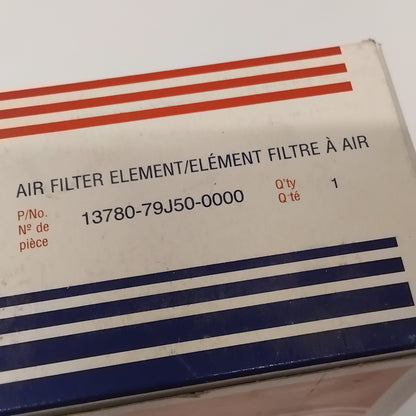 AIR FILTER ELEMENT/ELÉMENT FILTRE À AIR
P/No. 13780-79J50-0000 Q'ty 1
Nº de Q té
pièce